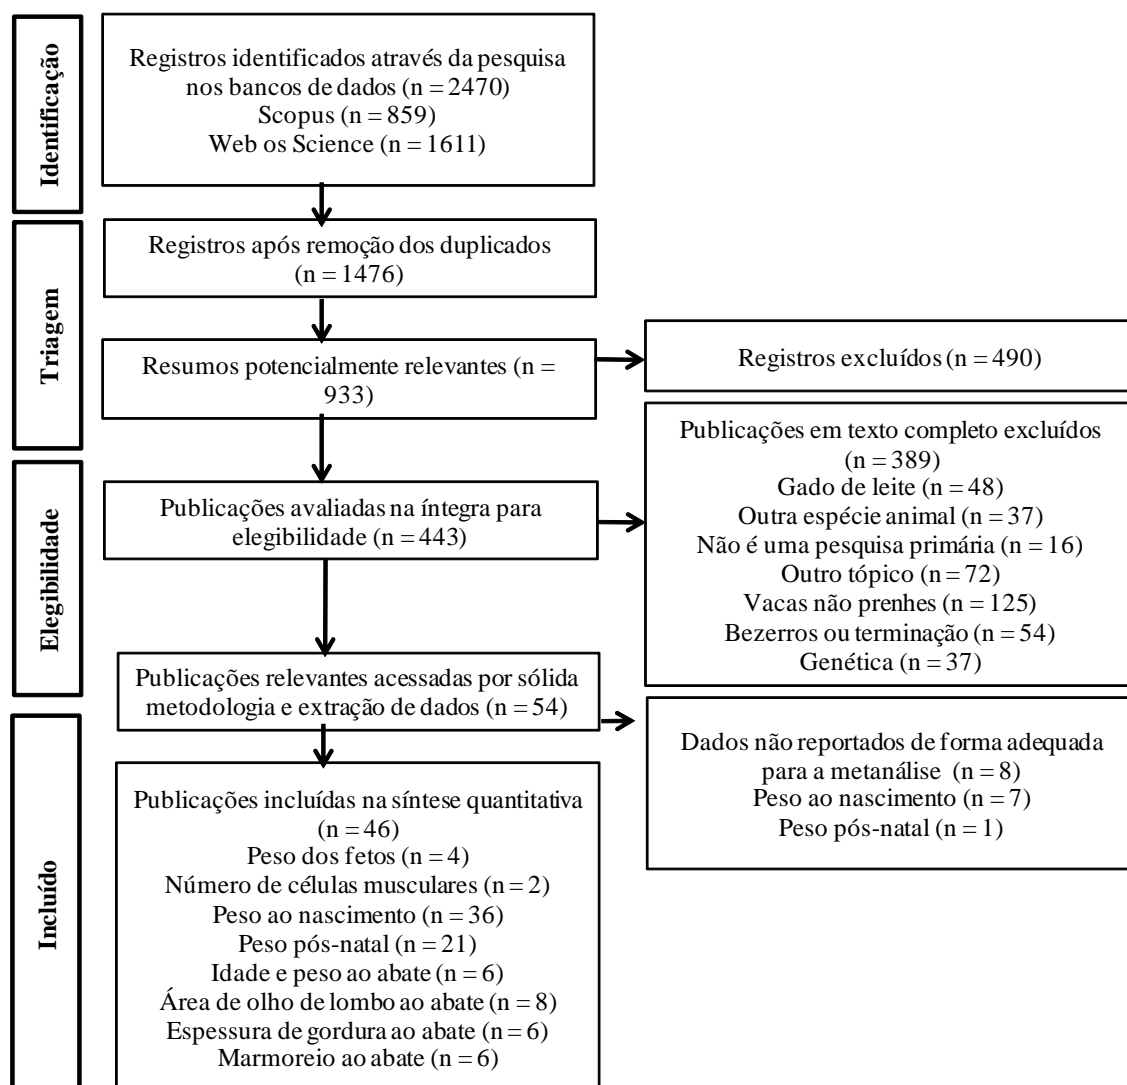 Identificação
Registros identificados através da pesquisa
nos bancos de dados (n = 2470)
Scopus (n = 859)
Web os Science (n = 1611)
Triagem
Registros após remoção dos duplicados
(n = 1476)
Resumos potencialmente relevantes (n =
933)
Registros excluídos (n = 490)
Elegibilidade
Publicações avaliadas na íntegra para
elegibilidade (n = 443)
Publicações em texto completo excluídos
(n = 389)
Gado de leite (n = 48)
Outra espécie animal (n = 37)
Não é uma pesquisa primária (n = 16)
Outro tópico (n = 72)
Vacas não prenhes (n = 125)
Bezerros ou terminação (n = 54)
Genética (n = 37)
Publicações relevantes acessadas por sólida
metodologia e extração de dados (n = 54)
Dados não reportados de forma adequada
para a metanálise (n = 8)
Peso ao nascimento (n = 7)
Peso pós-natal (n = 1)
Incluído
Publicações incluídas na síntese quantitativa
(n = 46)
Peso dos fetos (n = 4)
Número de células musculares (n = 2)
Peso ao nascimento (n = 36)
Peso pós-natal (n = 21)
Idade e peso ao abate (n = 6)
Área de olho de lombo ao abate (n = 8)
Espessura de gordura ao abate (n = 6)
Marmoreio ao abate (n = 6)